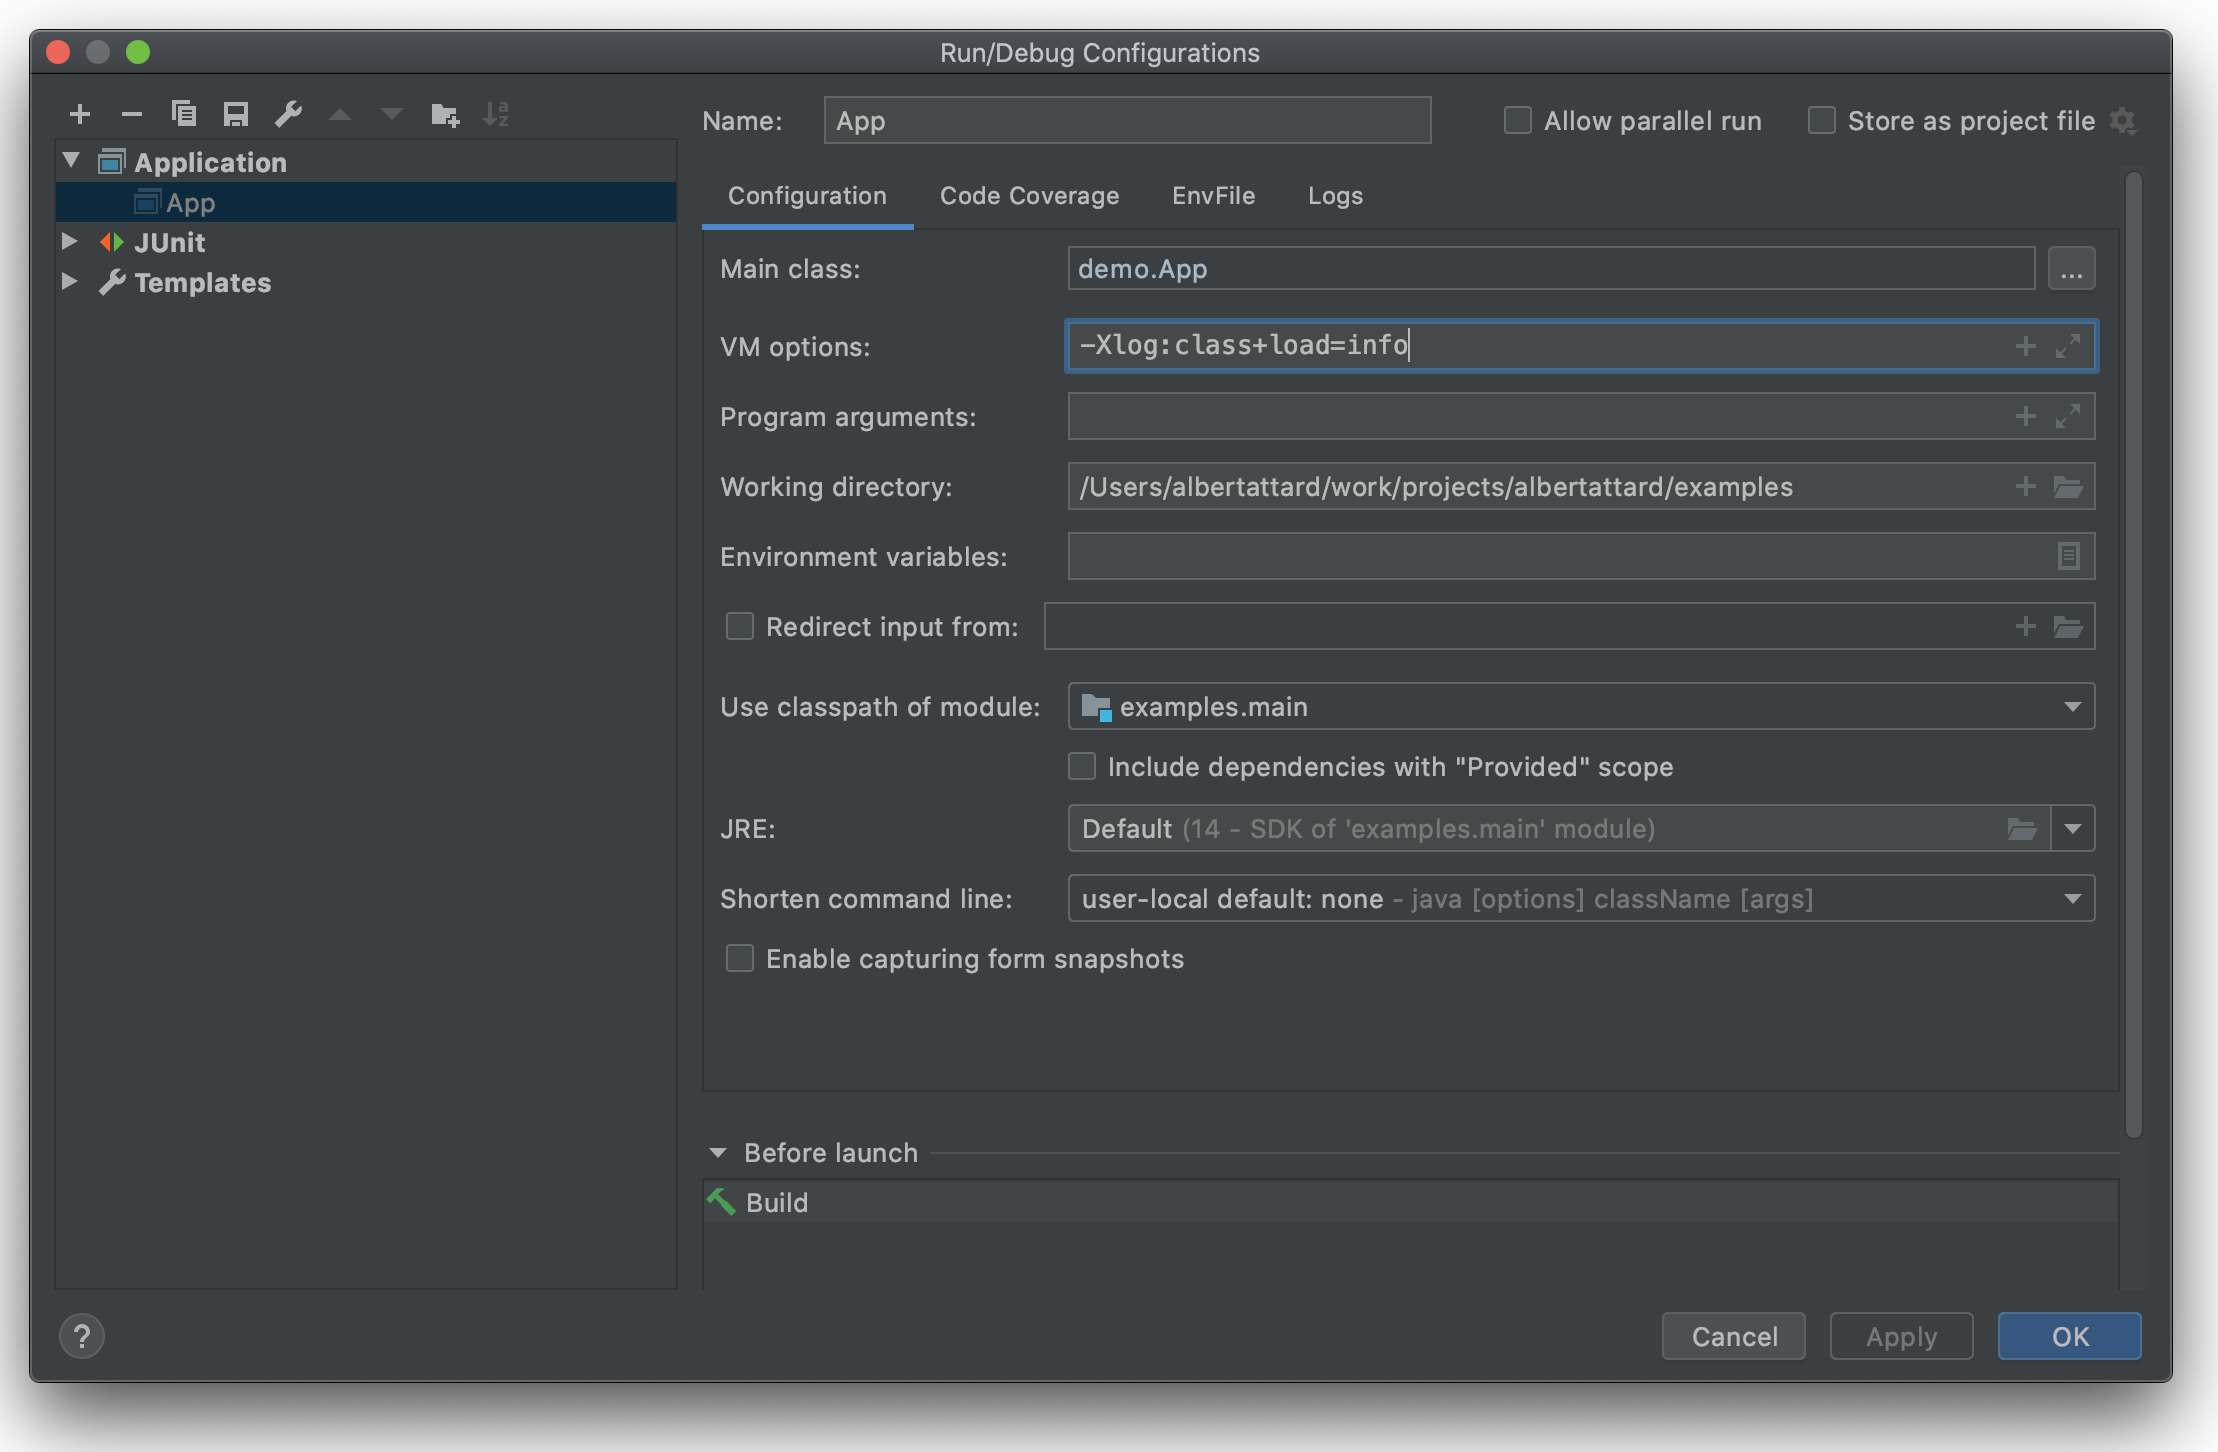 Run/Debug Configurations
Name: App Allow parallel run Store as project file
Application
App
JUnit
Templates
Configuration Code Coverage EnvFile Logs
Main class: demo.App ...
VM options: -Xlog:class+load=info
Program arguments:
Working directory: /Users/albertattard/work/projects/albertattard/examples
Environment variables:
Redirect input from:
Use classpath of module: examples.main
Include dependencies with "Provided" scope
JRE: Default (14 - SDK of 'examples.main' module)
Shorten command line: user-local default: none - java [options] className [args]
Enable capturing form snapshots
Before launch
Build
? Cancel Apply OK